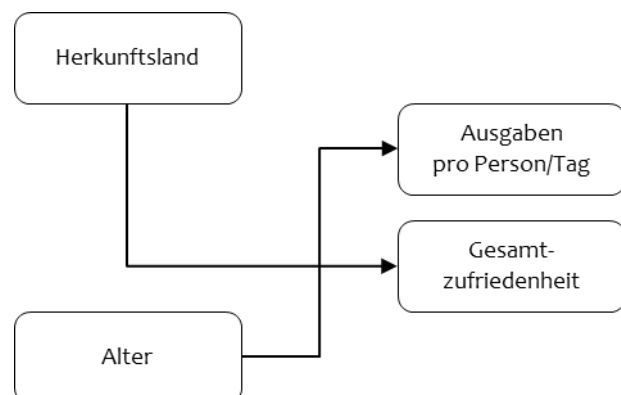 Herkunftsland
Ausgaben
pro Person/Tag
Gesamt-
zufriedenheit
Alter